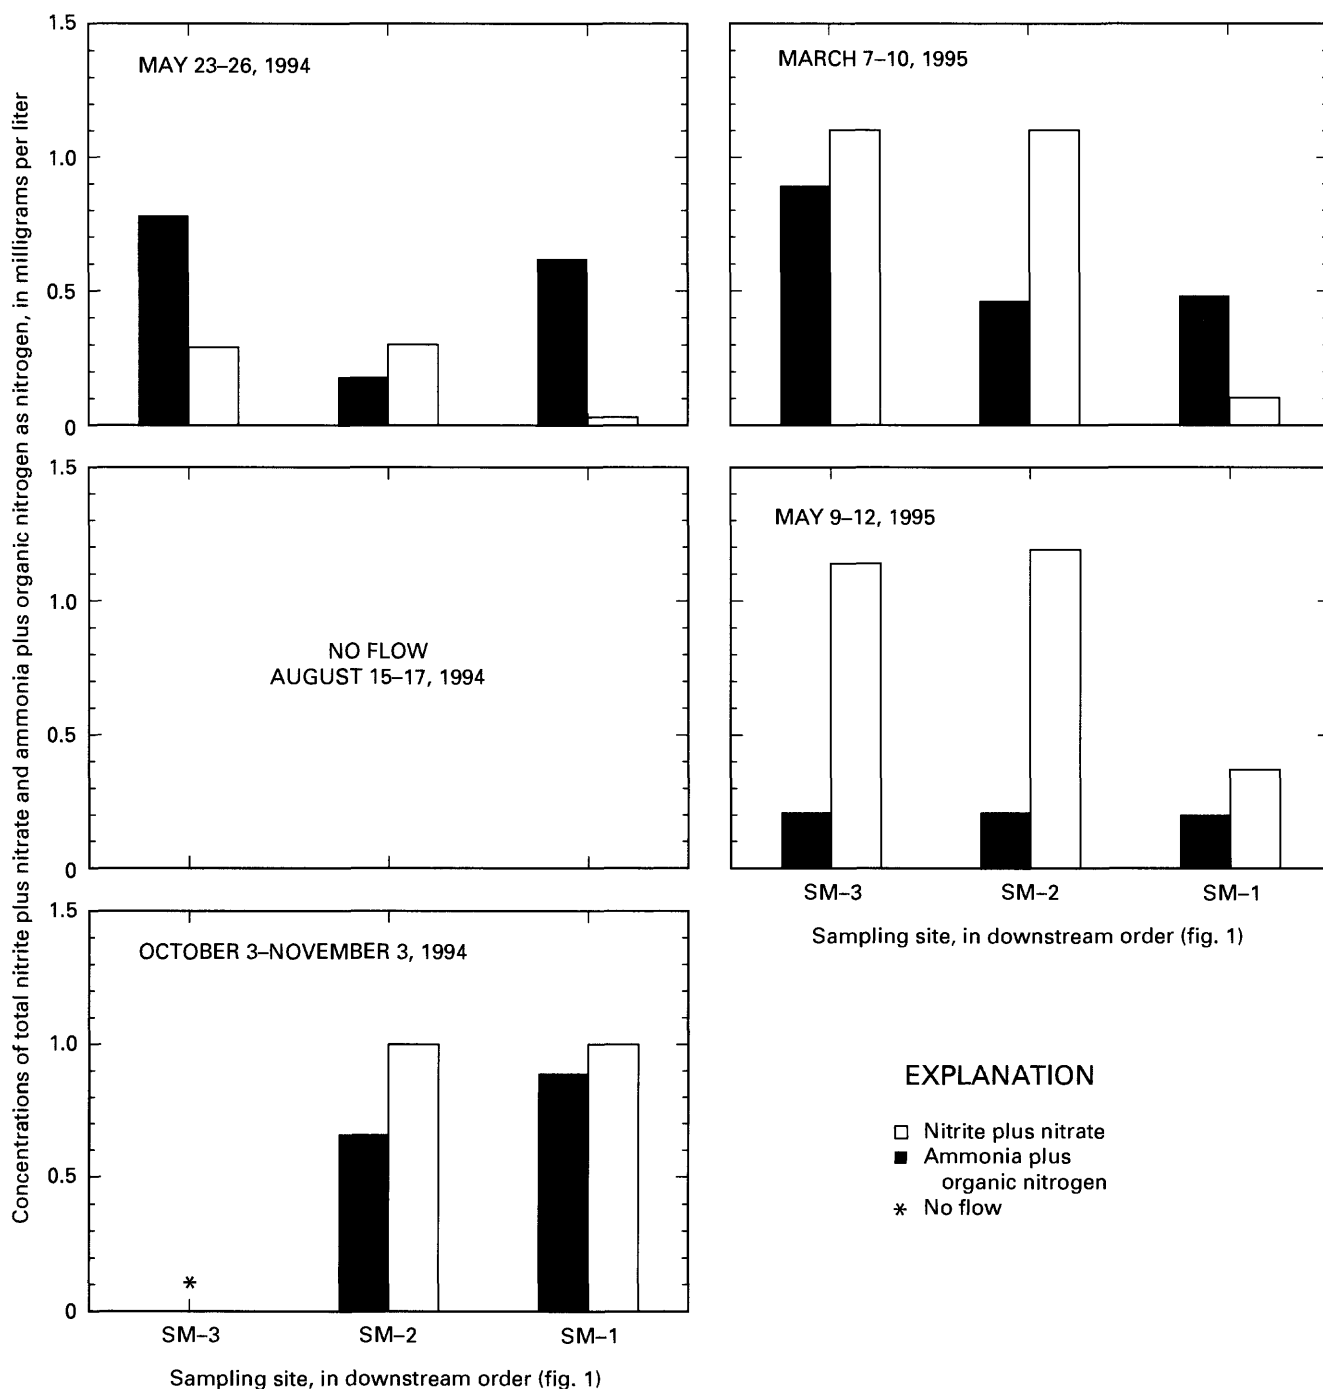 Concentrations of total nitrite plus nitrate and ammonia plus organic nitrogen as nitrogen, in milligrams per liter
1.5
1.0
0.5
0
MAY 23–26, 1994
MARCH 7–10, 1995
1.5
1.0
0.5
0
NO FLOW
AUGUST 15–17, 1994
MAY 9–12, 1995
SM–3 SM–2 SM–1
Sampling site, in downstream order (fig. 1)
1.5
1.0
0.5
0
OCTOBER 3–NOVEMBER 3, 1994
*
SM–3 SM–2 SM–1
Sampling site, in downstream order (fig. 1)
EXPLANATION
Nitrite plus nitrate
Ammonia plus
organic nitrogen
* No flow